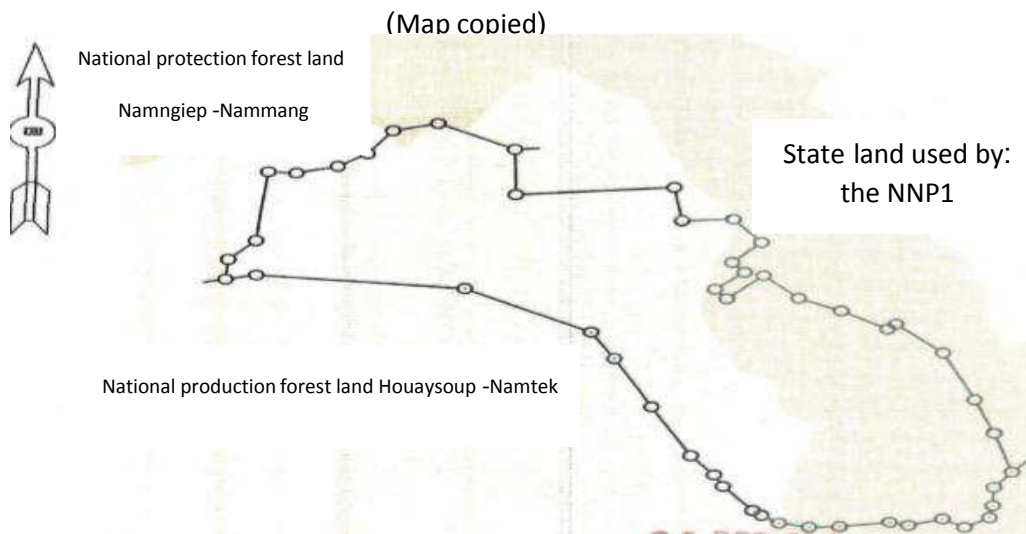 (Map copied)
National protection forest land
Namngiep -Nammang
State land used by:
the NNP1
National production forest land Houaysoup -Namtek